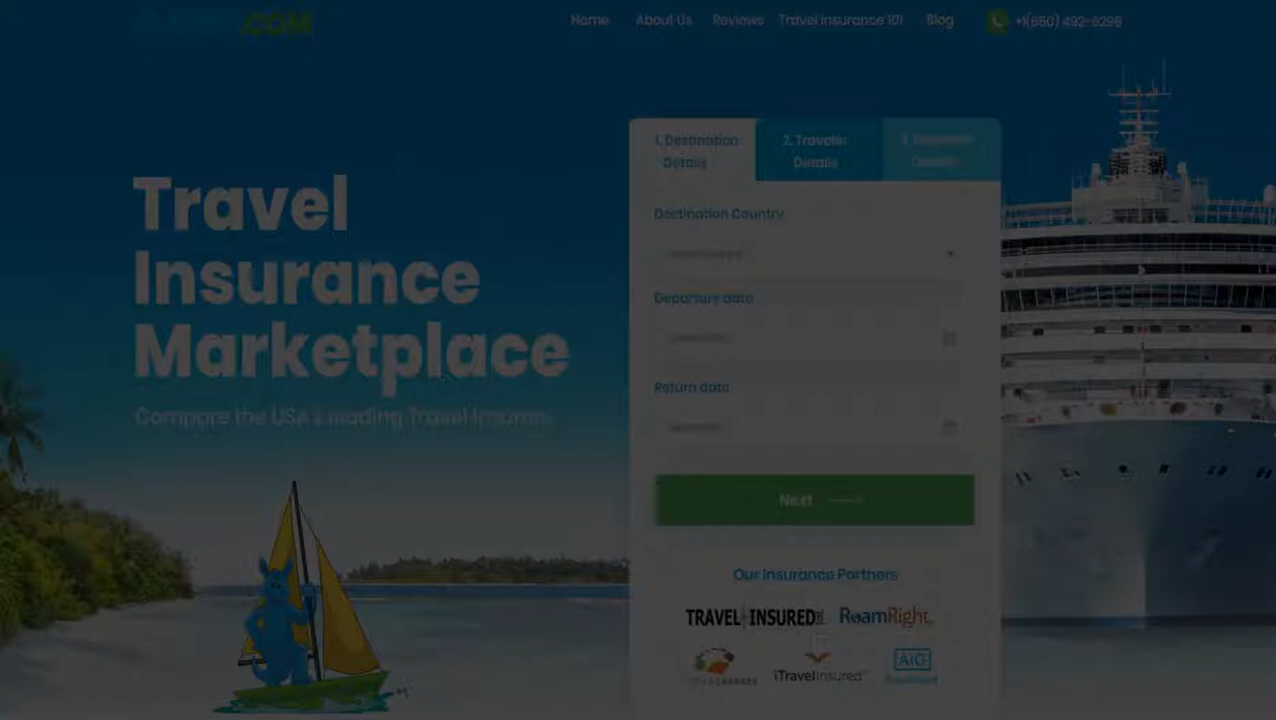 .COM
Home
About Us
Reviews
Travel Insurance 101
Blog
+1(650) 492-6298
1. Destination
Details
2. Traveler
Details
Details
Travel
Insurance
Marketplace
Compare the USA's leading Travel Insurers
Destination Country
Departure date
Return date
Next
Our Insurance Partners
TRAVEL INSURED
RoamRight
iTravelInsured
AIG